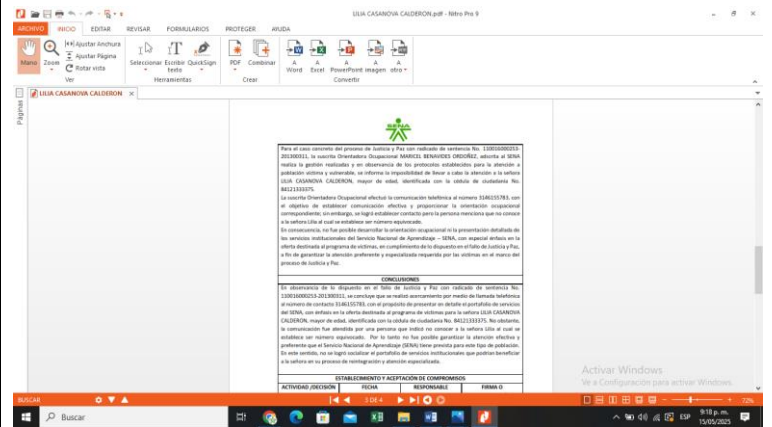 LILIA CASANOVA CALDERON.pdf - Nitro Pro 9
ARCHIVO INICIO EDITAR REVISAR FORMULARIOS PROTEGER AYUDA
Mano
Zoom
Ajustar Anchura
Ajustar Página
Rotar vista
Ver
Seleccionar
Escribir texto
QuickSign
Herramientas
PDF
Combinar
Crear
A Word
A Excel
A PowerPoint
A imagen
A otro
Convertir
LILIA CASANOVA CALDERON
Páginas
SENA
Para el caso concreto del proceso de Justicia y Paz con radicado de sentencia No. 110016000253-
201300311, la suscrita Orientadora Ocupacional MARICEL BENAVIDES ORDOÑEZ, adscrita al SENA
realiza la gestión realizadas y en observancia de los protocolos establecidos para la atención a
población víctima y vulnerable, se informa la imposibilidad de llevar a cabo la atención a la señora
LILIA CASANOVA CALDERON, mayor de edad, identificada con la cédula de ciudadanía No.
84121333375.
La suscrita Orientadora Ocupacional efectuó la comunicación telefónica al número 3146155783, con
el objetivo de establecer comunicación efectiva y proporcionar la orientación ocupacional
correspondiente; sin embargo, se logró establecer contacto pero la persona menciona que no conoce
a la señora Lilia al cual se establece ser número equivocado.
En consecuencia, no fue posible desarrollar la orientación ocupacional ni la presentación detallada de
los servicios institucionales del Servicio Nacional de Aprendizaje – SENA, con especial énfasis en la
oferta destinada al programa de víctimas, en cumplimiento de lo dispuesto en el fallo de Justicia y Paz,
a fin de garantizar la atención preferente y especializada requerida por las víctimas en el marco del
proceso de Justicia y Paz.
CONCLUSIONES
En observancia de lo dispuesto en el fallo de Justicia y Paz con radicado de sentencia No.
110016000253-201300311, se concluye que se realizó acercamiento por medio de llamada telefónica
al número de contacto 3146155783, con el propósito de presentar en detalle el portafolio de servicios
del SENA, con énfasis en la oferta destinada al programa de víctimas para la señora LILIA CASANOVA
CALDERON, mayor de edad, identificada con la cédula de ciudadanía No. 84121333375. No obstante,
la comunicación fue atendida por una persona que indicó no conocer a la señora Lilia al cual se
establece ser número equivocado. Por lo tanto no fue posible garantizar la atención efectiva y
preferente que el Servicio Nacional de Aprendizaje (SENA) tiene prevista para este tipo de población.
En este sentido, no se logró socializar el portafolio de servicios institucionales que podrían beneficiar
a la señora en su proceso de reintegración y atención especializada.
ESTABLECIMIENTO Y ACEPTACIÓN DE COMPROMISOS
ACTIVIDAD /DECISIÓN FECHA RESPONSABLE FIRMA O
Activar Windows
Ve a Configuración para activar Windows.
BUSCAR
3 DE 4
72%
Buscar
ESP
9:18 p. m.
15/05/2025